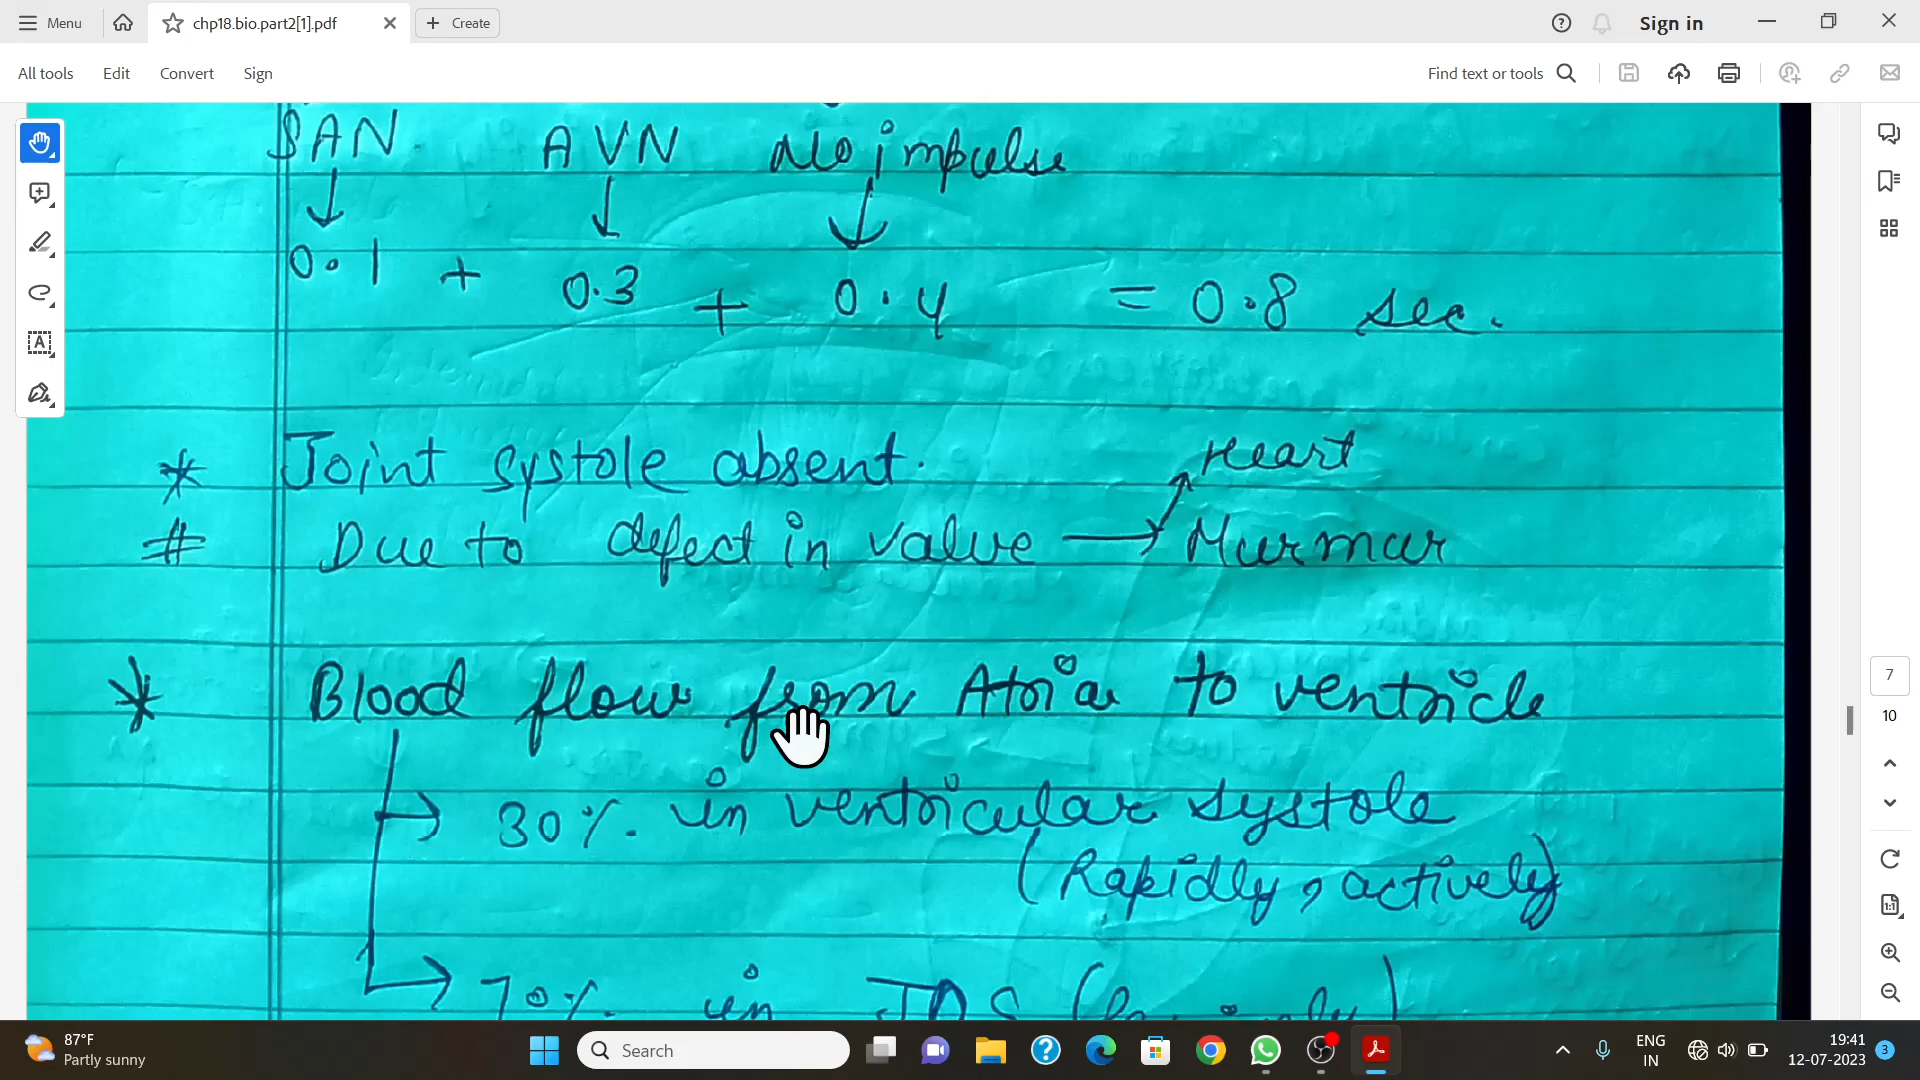 Menu
chp18.bio.part2[1].pdf
Create
Sign in
All tools Edit Convert Sign
Find text or tools
SAN AVN No impulse
0.1 + 0.3 + 0.4 = 0.8 sec.
* Joint systole absent. Heart
# Due to defect in valve → Murmur
* Blood flow from Atria to ventricle
→ 30%. in ventricular systole
(Rapidly, actively)
→ 70%. in JDS
7
10
87°F
Partly sunny
Search
ENG
IN
19:41
12-07-2023
3